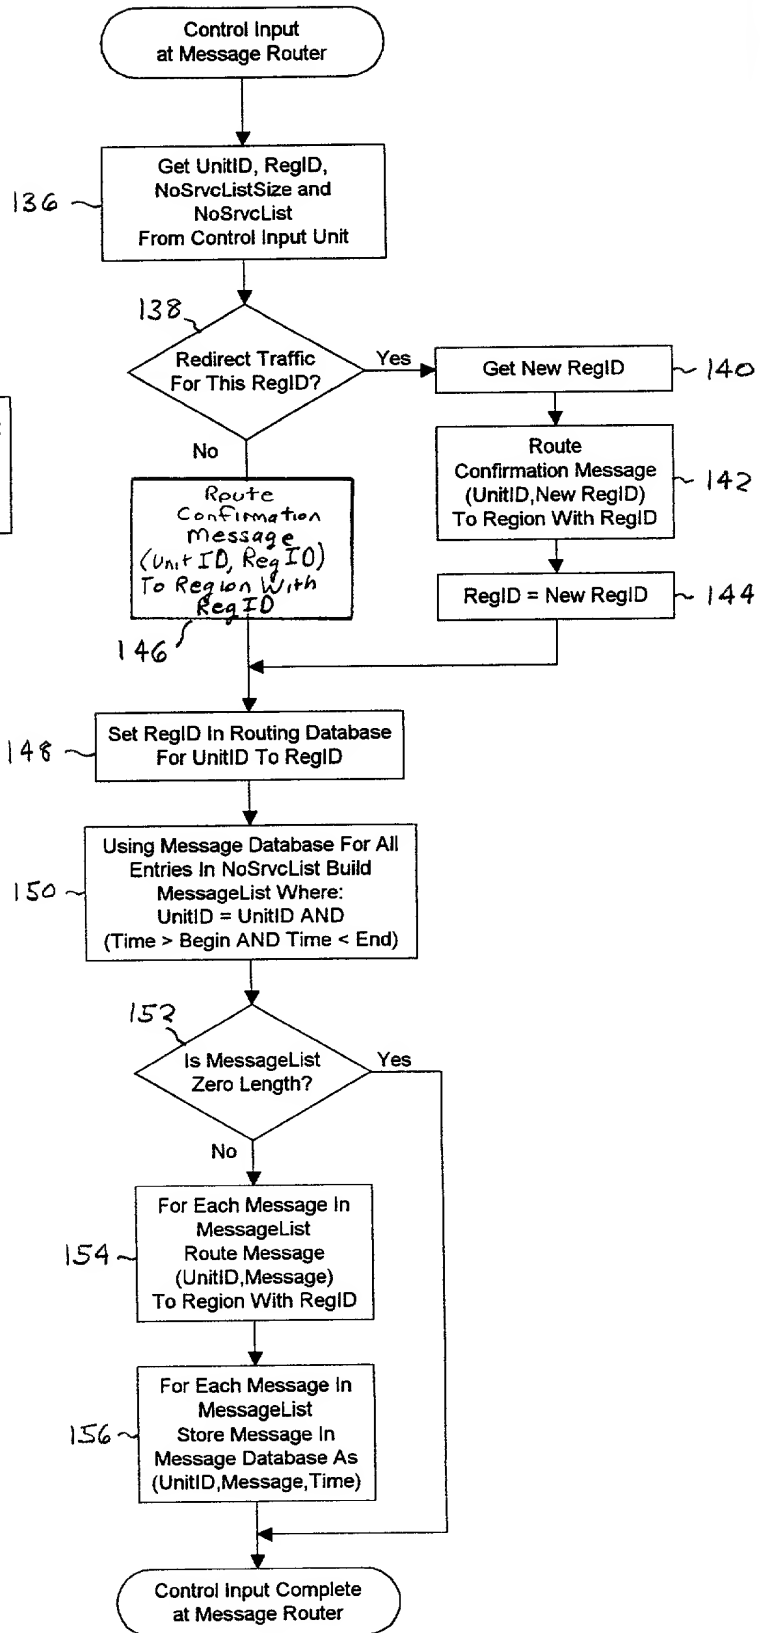 Control Input
at Message Router
136
Get UnitID, RegID,
NoSrvcListSize and
NoSrvcList
From Control Input Unit
138
Redirect Traffic
For This RegID?
Yes
Get New RegID
140
Route
Confirmation Message
(UnitID,New RegID)
To Region With RegID
142
RegID = New RegID
144
No
Route
Confirmation
Message
(Unit ID, Reg ID)
To Region With
Reg ID
146
148
Set RegID In Routing Database
For UnitID To RegID
150
Using Message Database For All
Entries In NoSrvcList Build
MessageList Where:
UnitID = UnitID AND
(Time > Begin AND Time < End)
152
Is MessageList
Zero Length?
Yes
No
154
For Each Message In
MessageList
Route Message
(UnitID,Message)
To Region With RegID
156
For Each Message In
MessageList
Store Message In
Message Database As
(UnitID,Message,Time)
Control Input Complete
at Message Router